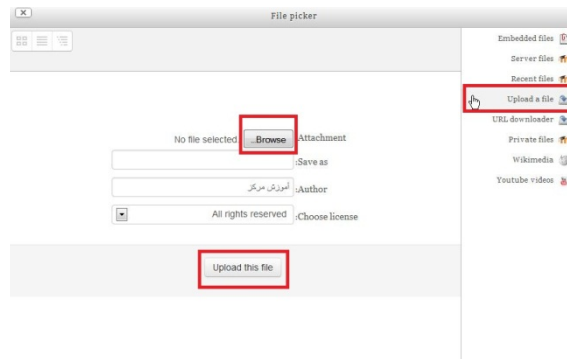 File picker
Embedded files
Server files
Recent files
Upload a file
URL downloader
Private files
Wikimedia
Youtube videos
Attachment
Browse..
No file selected.
:Save as
:Author
آموزش مرکز
:Choose license
All rights reserved
Upload this file